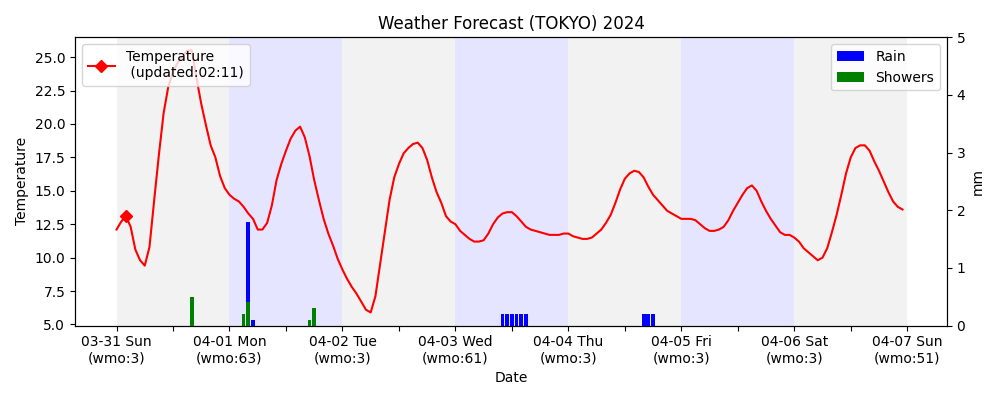 Weather Forecast (TOKYO) 2024
Temperature
(updated:02:11)
Rain
Showers
25.0
22.5
20.0
17.5
15.0
12.5
10.0
7.5
5.0
Temperature
5
4
3
2
1
0
mm
03-31 Sun
(wmo:3)
04-01 Mon
(wmo:63)
04-02 Tue
(wmo:3)
04-03 Wed
(wmo:61)
04-04 Thu
(wmo:3)
04-05 Fri
(wmo:3)
04-06 Sat
(wmo:3)
04-07 Sun
(wmo:51)
Date